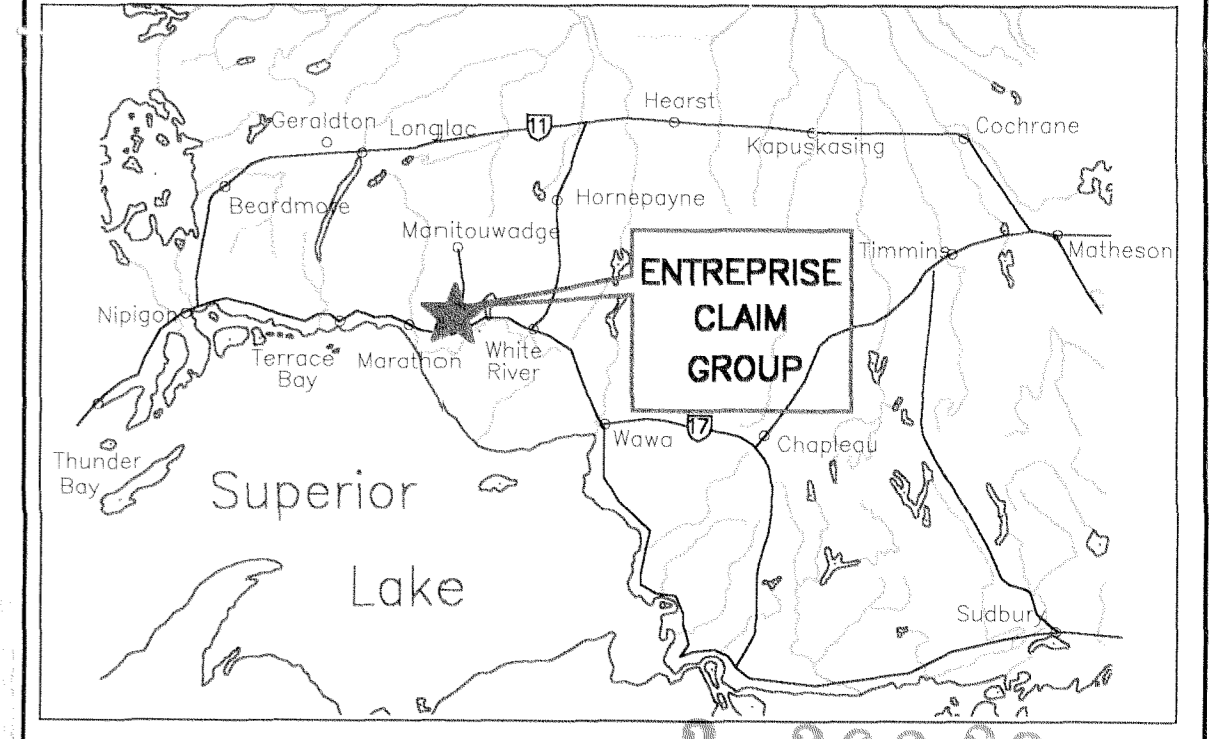 Hearst
11
Geraldton
Longlac
Cochrane
Kapuskasing
Beardmore
Hornepayne
Manitouwadge
Timmins
Matheson
ENTREPRISE
CLAIM
GROUP
Nipigon
Terrace
Bay
Marathon
White
River
Wawa
17
Chapleau
Thunder
Bay
Superior
Lake
Sudbury